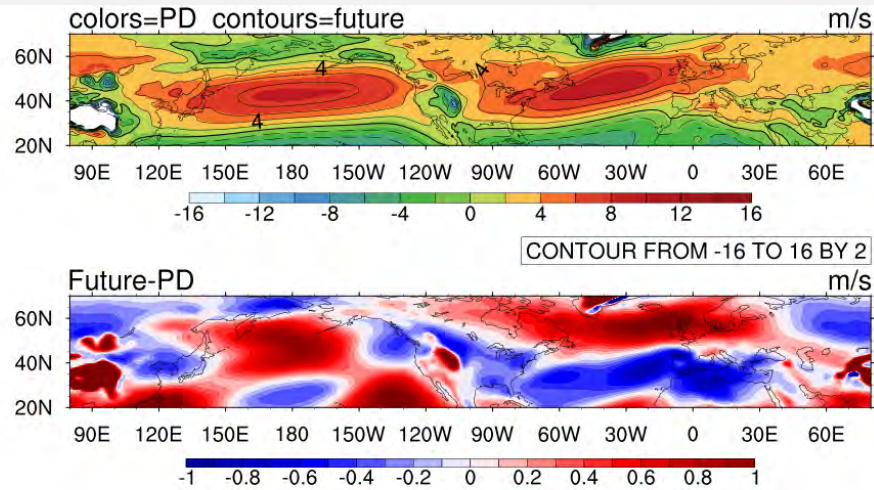 colors=PD contours=future m/s
4
4
4
60N
40N
20N
90E 120E 150E 180 150W 120W 90W 60W 30W 0 30E 60E
-16 -12 -8 -4 0 4 8 12 16
CONTOUR FROM -16 TO 16 BY 2
Future-PD m/s
60N
40N
20N
90E 120E 150E 180 150W 120W 90W 60W 30W 0 30E 60E
-1 -0.8 -0.6 -0.4 -0.2 0 0.2 0.4 0.6 0.8 1